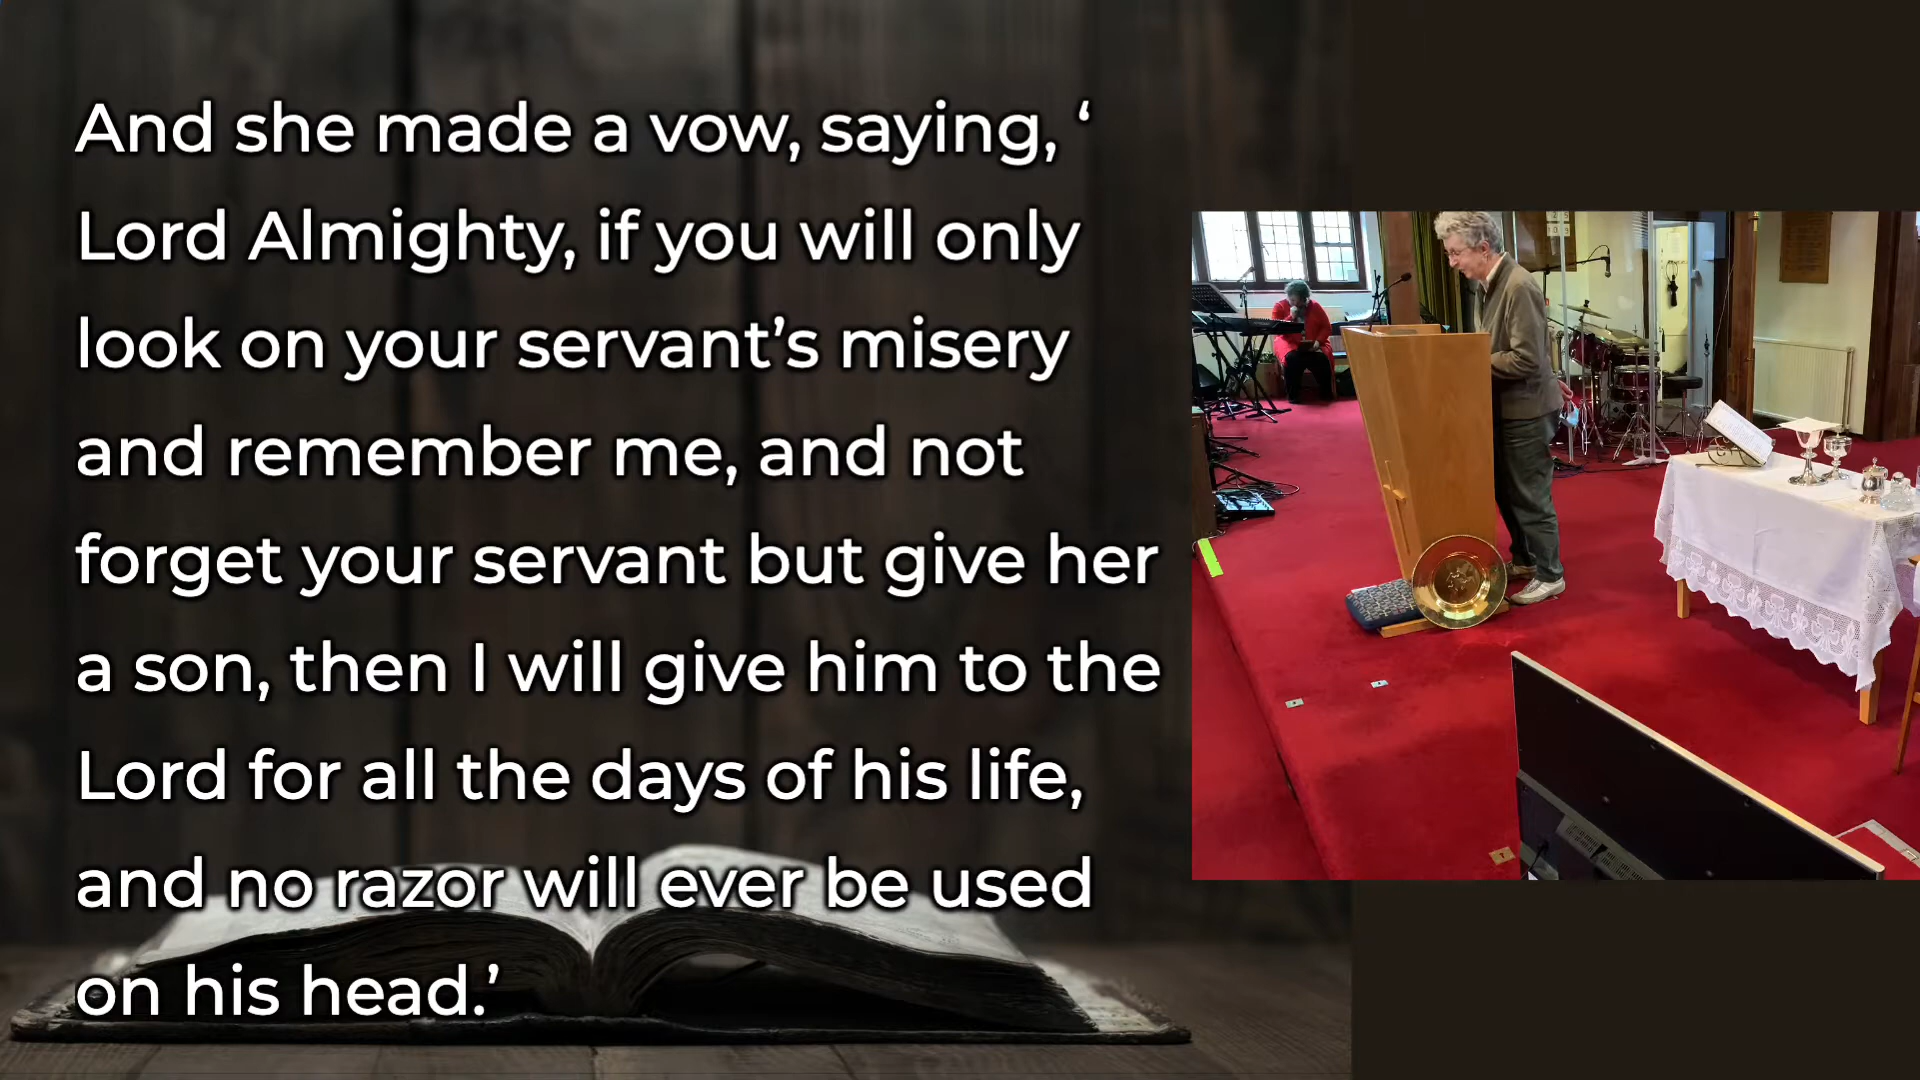 And she made a vow, saying, ‘
Lord Almighty, if you will only
look on your servant’s misery
and remember me, and not
forget your servant but give her
a son, then I will give him to the
Lord for all the days of his life,
and no razor will ever be used
on his head.’